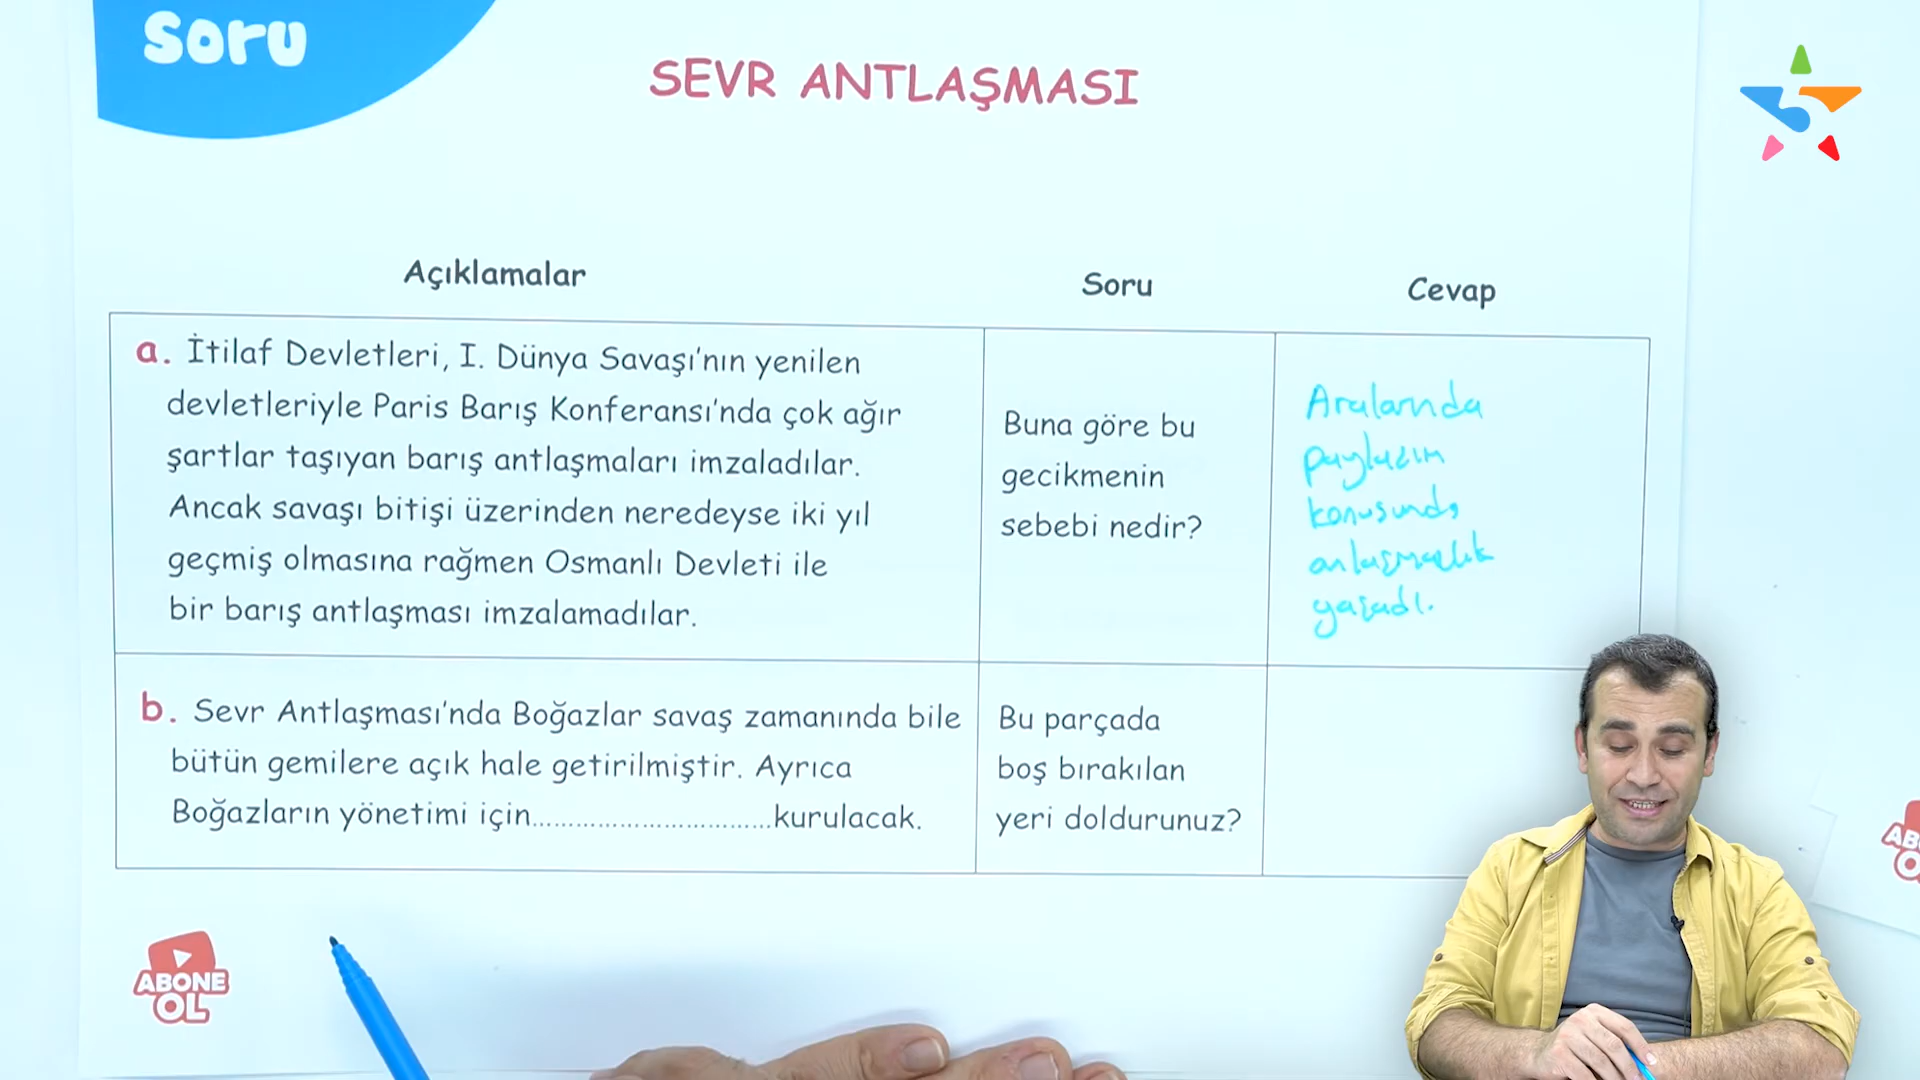 soru
SEVR ANTLAŞMASI
5
Açıklamalar
Soru
Cevap
a. İtilaf Devletleri, I. Dünya Savaşı'nın yenilen
devletleriyle Paris Barış Konferansı'nda çok ağır
şartlar taşıyan barış antlaşmaları imzaladılar.
Ancak savaşı bitişi üzerinden neredeyse iki yıl
geçmiş olmasına rağmen Osmanlı Devleti ile
bir barış antlaşması imzalamadılar.
Buna göre bu
gecikmenin
sebebi nedir?
Aralarında
paylaşım
konusunda
anlaşmazlık
yaşadı.
b. Sevr Antlaşması'nda Boğazlar savaş zamanında bile
bütün gemilere açık hale getirilmiştir. Ayrıca
Boğazların yönetimi için.................................kurulacak.
Bu parçada
boş bırakılan
yeri doldurunuz?
ABONE
OL